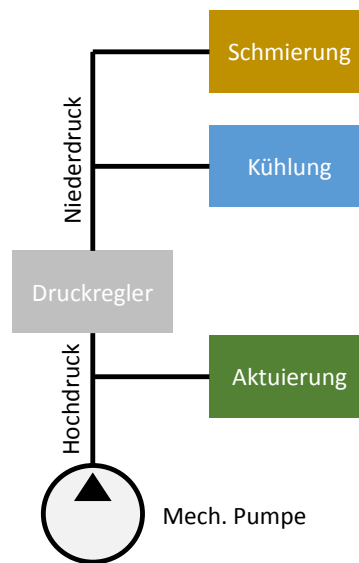 Schmierung
Niederdruck
Kühlung
Druckregler
Hochdruck
Aktuierung
Mech. Pumpe